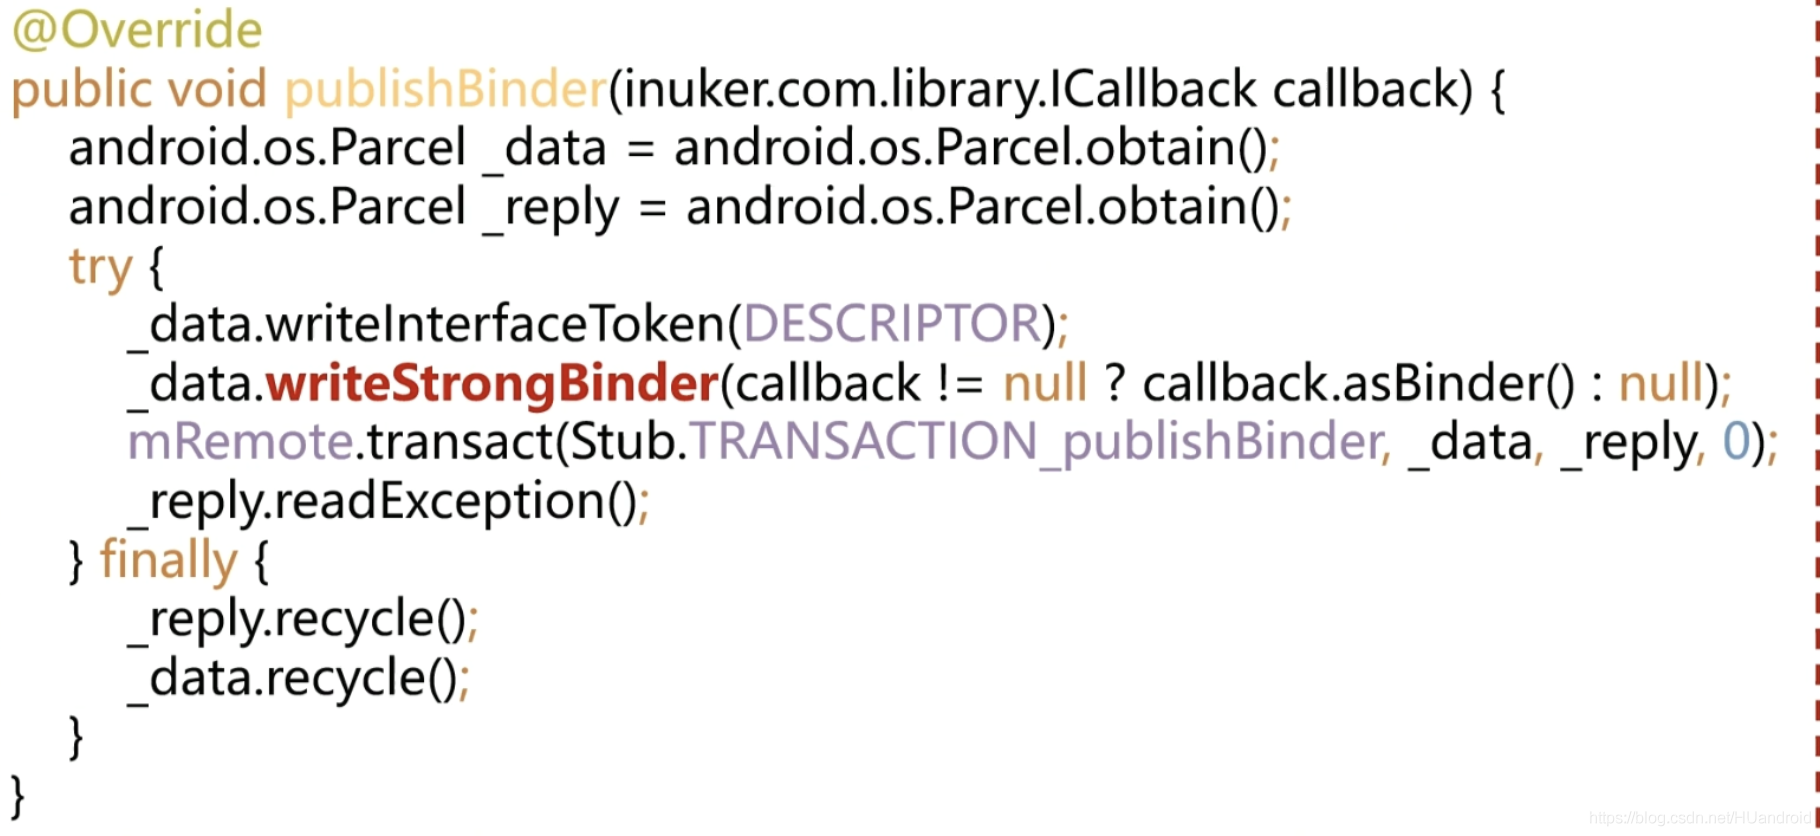 @Override
public void publishBinder(inuker.com.library.ICallback callback) {
android.os.Parcel _data = android.os.Parcel.obtain();
android.os.Parcel _reply = android.os.Parcel.obtain();
try {
_data.writeInterfaceToken(DESCRIPTOR);
_data.writeStrongBinder(callback != null ? callback.asBinder() : null);
mRemote.transact(Stub.TRANSACTION_publishBinder, _data, _reply, 0);
_reply.readException();
} finally {
_reply.recycle();
_data.recycle();
}
}
https://blog.csdn.net/HUandroid